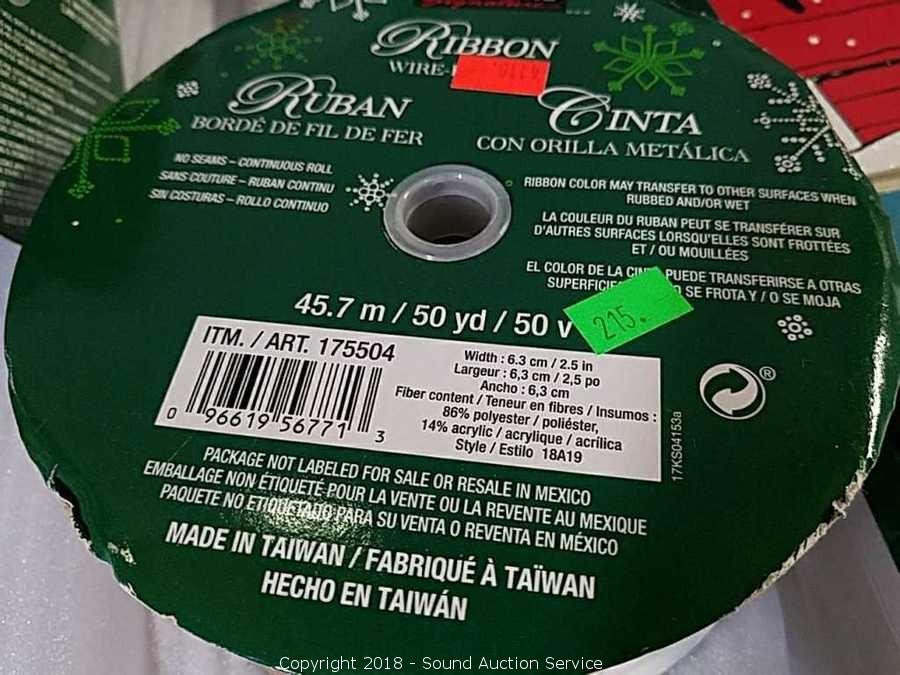 RIBBON
WIRE-
4110.
RUBAN
BORDÉ DE FIL DE FER
CINTA
CON ORILLA METÁLICA
NO SEAMS – CONTINUOUS ROLL
SANS COUTURE – RUBAN CONTINU
SIN COSTURAS – ROLLO CONTINUO
RIBBON COLOR MAY TRANSFER TO OTHER SURFACES WHEN
RUBBED AND/OR WET
LA COULEUR DU RUBAN PEUT SE TRANSFÉRER SUR
D'AUTRES SURFACES LORSQU'ELLES SONT FROTTÉES
ET / OU MOUILLÉES
EL COLOR DE LA PUEDE TRANSFERIRSE A OTRAS
SE FROTA Y / O SE MOJA
215.
45.7 m / 50 yd / 50 v
ITM. / ART. 175504
0 96619 56771 3
Width : 6.3 cm / 2.5 in
Largeur : 6,3 cm / 2,5 po
Ancho : 6,3 cm
Fiber content / Teneur en fibres / Insumos :
86% polyester / poliéster,
14% acrylic / acrylique / acrílica
Style / Estilo 18A19
17KS04153a
®
PACKAGE NOT LABELED FOR SALE OR RESALE IN MEXICO
EMBALLAGE NON ÉTIQUETÉ POUR LA VENTE OU LA REVENTE AU MEXIQUE
PAQUETE NO ETIQUETADO PARA SU VENTA O REVENTA EN MÉXICO
MADE IN TAIWAN / FABRIQUÉ À TAÏWAN
HECHO EN TAIWÁN
Copyright 2018 - Sound Auction Service